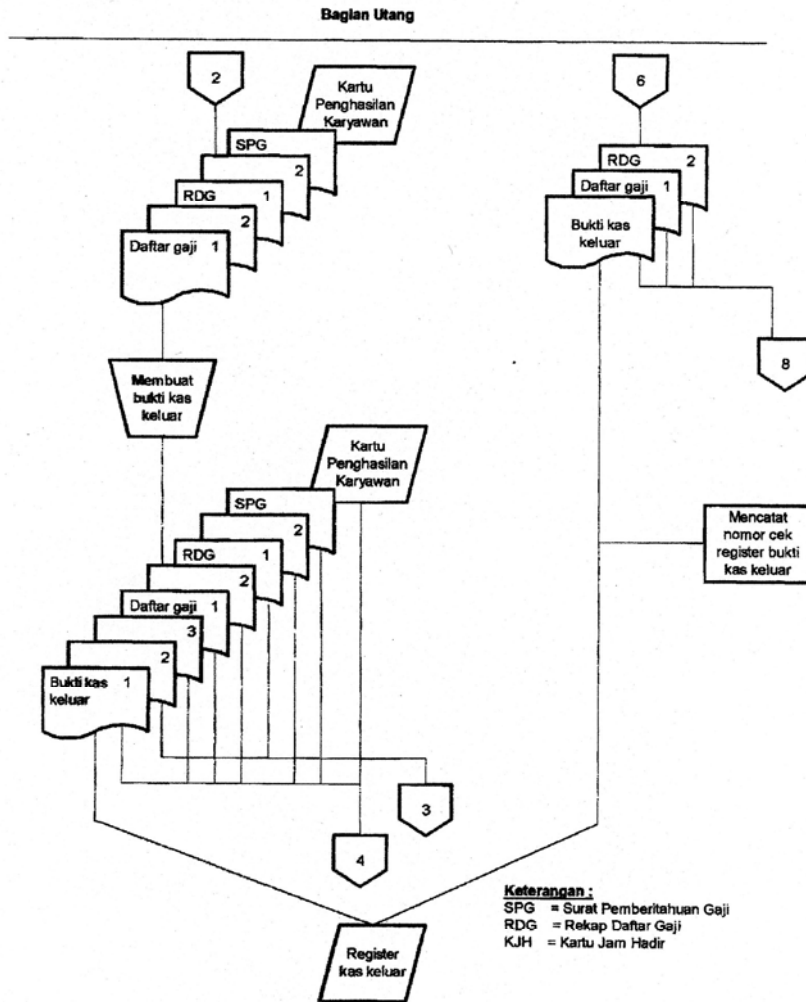 Bagian Utang
2
Kartu
Penghasilan
Karyawan
SPG
2
RDG 1
2
Daftar gaji 1
Membuat
bukti kas
keluar
Kartu
Penghasilan
Karyawan
SPG
2
RDG 1
2
Daftar gaji 1
3
2
Bukti kas 1
keluar
3
4
6
RDG 2
Daftar gaji 1
Bukti kas
keluar
8
Mencatat
nomor cek
register bukti
kas keluar
Register
kas keluar
Keterangan :
SPG = Surat Pemberitahuan Gaji
RDG = Rekap Daftar Gaji
KJH = Kartu Jam Hadir